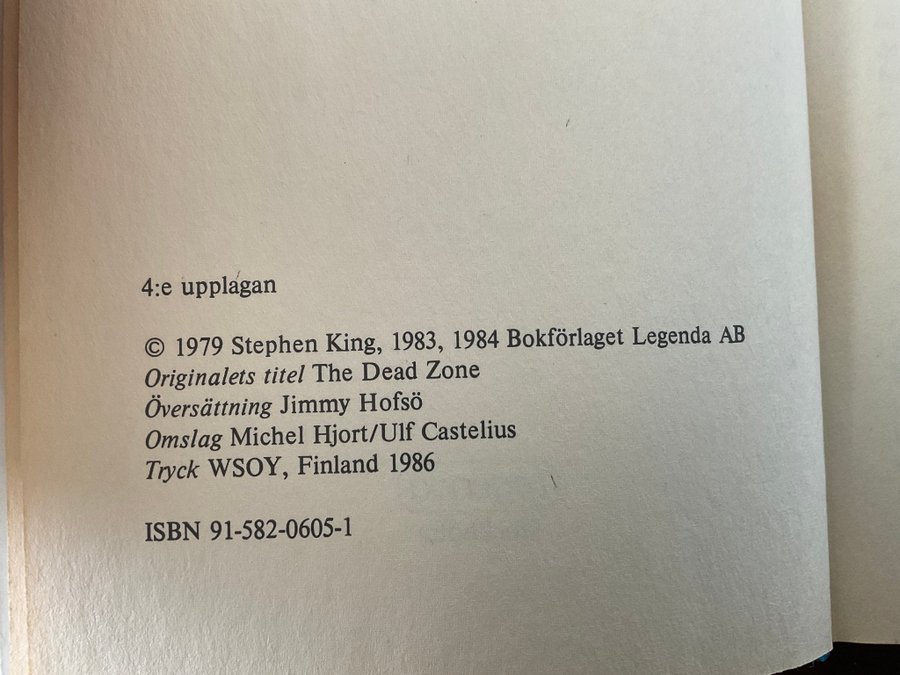 4:e upplagan
© 1979 Stephen King, 1983, 1984 Bokförlaget Legenda AB
Originalets titel The Dead Zone
Översättning Jimmy Hofsö
Omslag Michel Hjort/Ulf Castelius
Tryck WSOY, Finland 1986
ISBN 91-582-0605-1